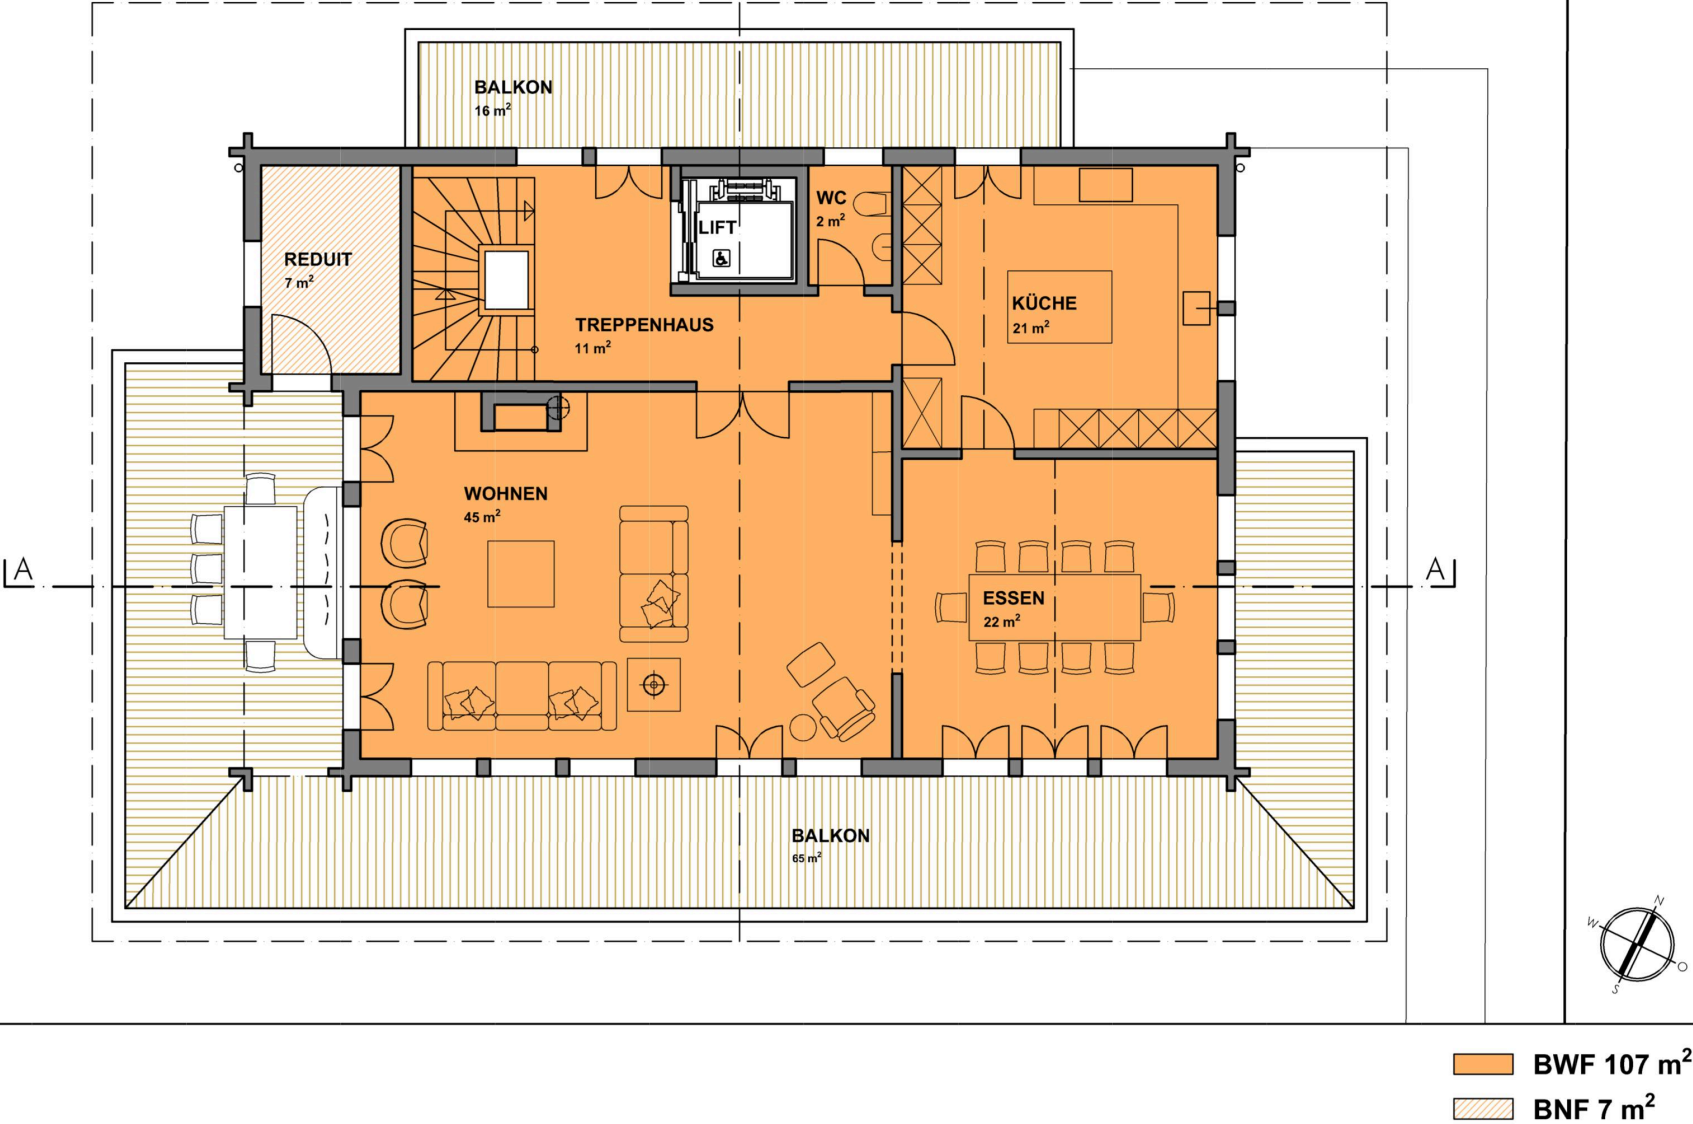 BALKON
16 m²
REDUIT
7 m²
LIFT
WC
2 m²
TREPPENHAUS
11 m²
KÜCHE
21 m²
WOHNEN
45 m²
A
A
ESSEN
22 m²
BALKON
65 m²
N
W
O
S
BWF 107 m²
BNF 7 m²